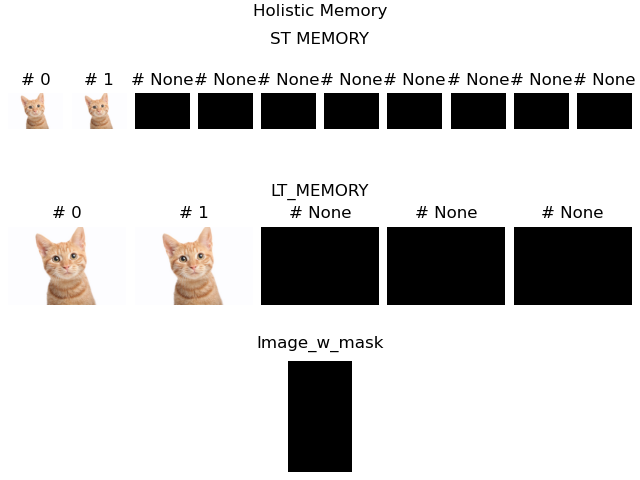 Holistic Memory
ST MEMORY
# 0 # 1 # None # None # None # None # None # None # None # None
LT_MEMORY
# 0 # 1 # None # None # None
Image_w_mask